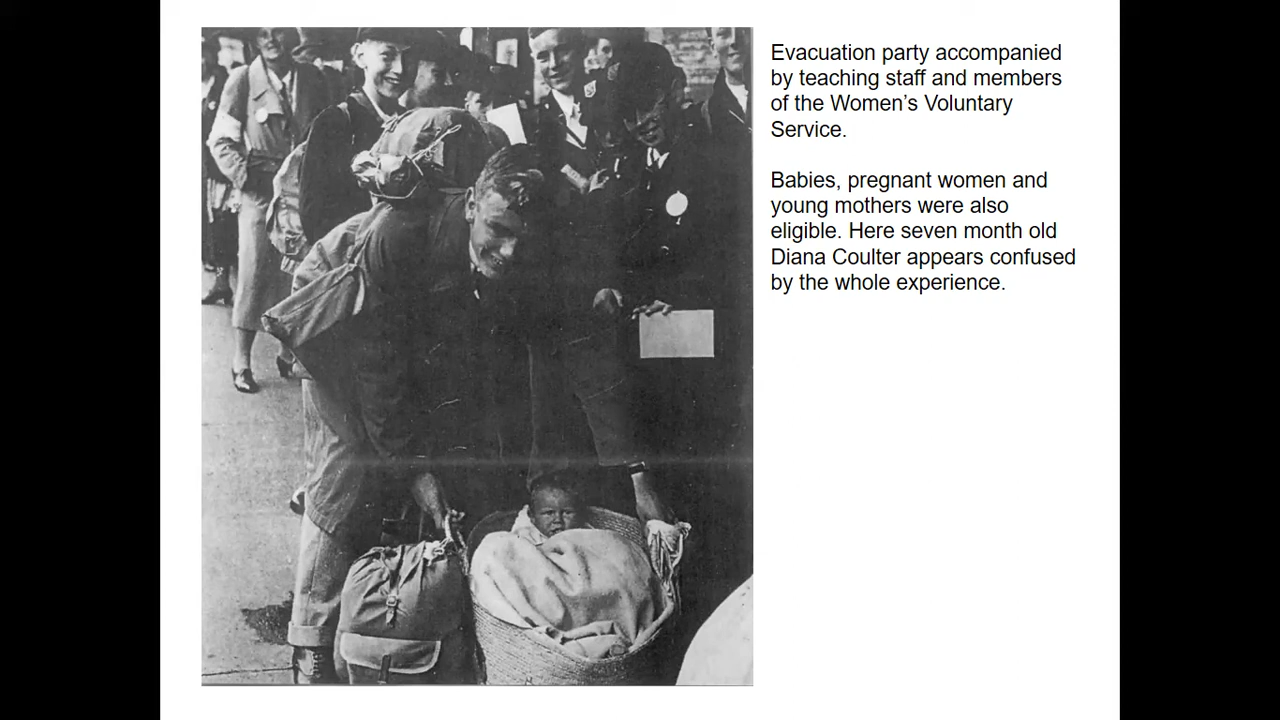 Evacuation party accompanied
by teaching staff and members
of the Women’s Voluntary
Service.
Babies, pregnant women and
young mothers were also
eligible. Here seven month old
Diana Coulter appears confused
by the whole experience.